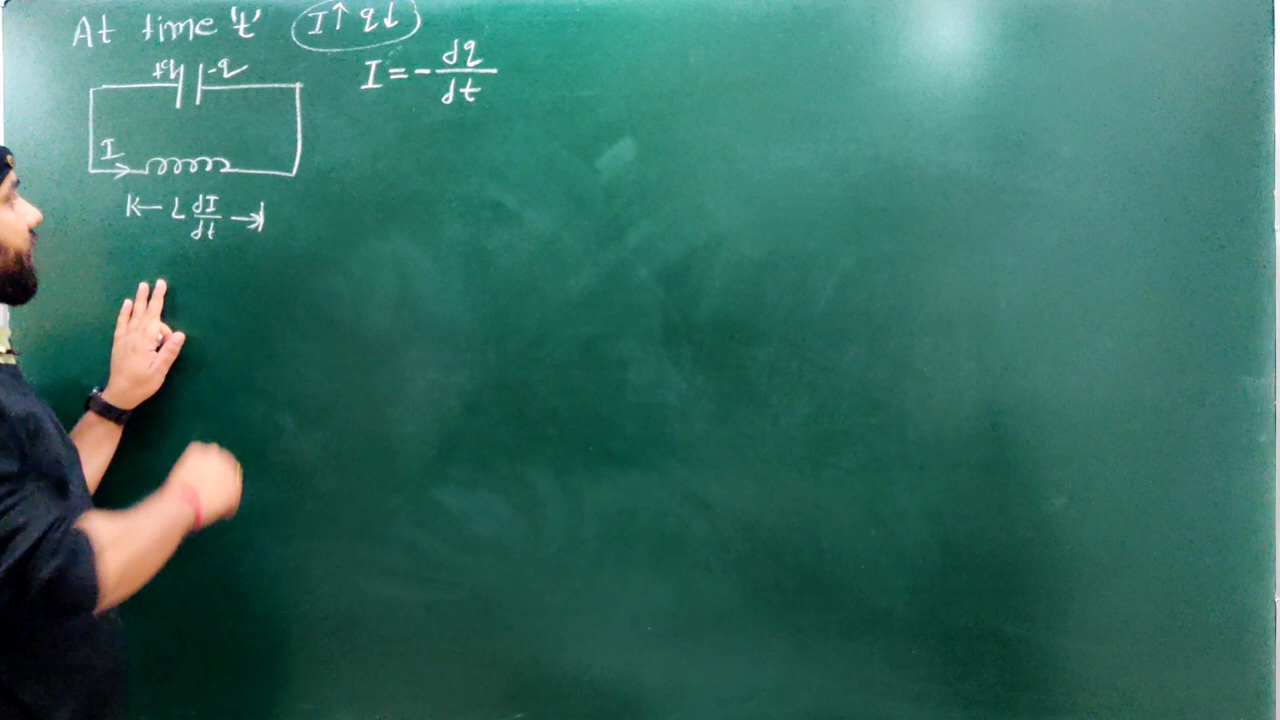 At time 't' I↑ q↓
+q -q
I = - dq/dt
I
L dI/dt